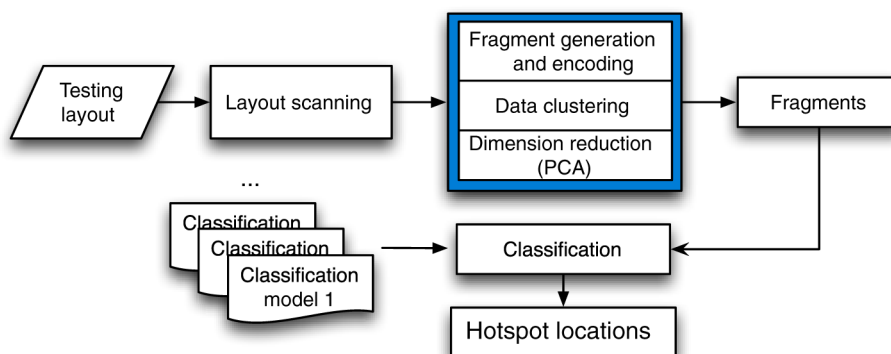 Testing
layout
Layout scanning
Fragment generation
and encoding
Data clustering
Dimension reduction
(PCA)
Fragments
...
Classification
Classification
Classification
model 1
Classification
Hotspot locations